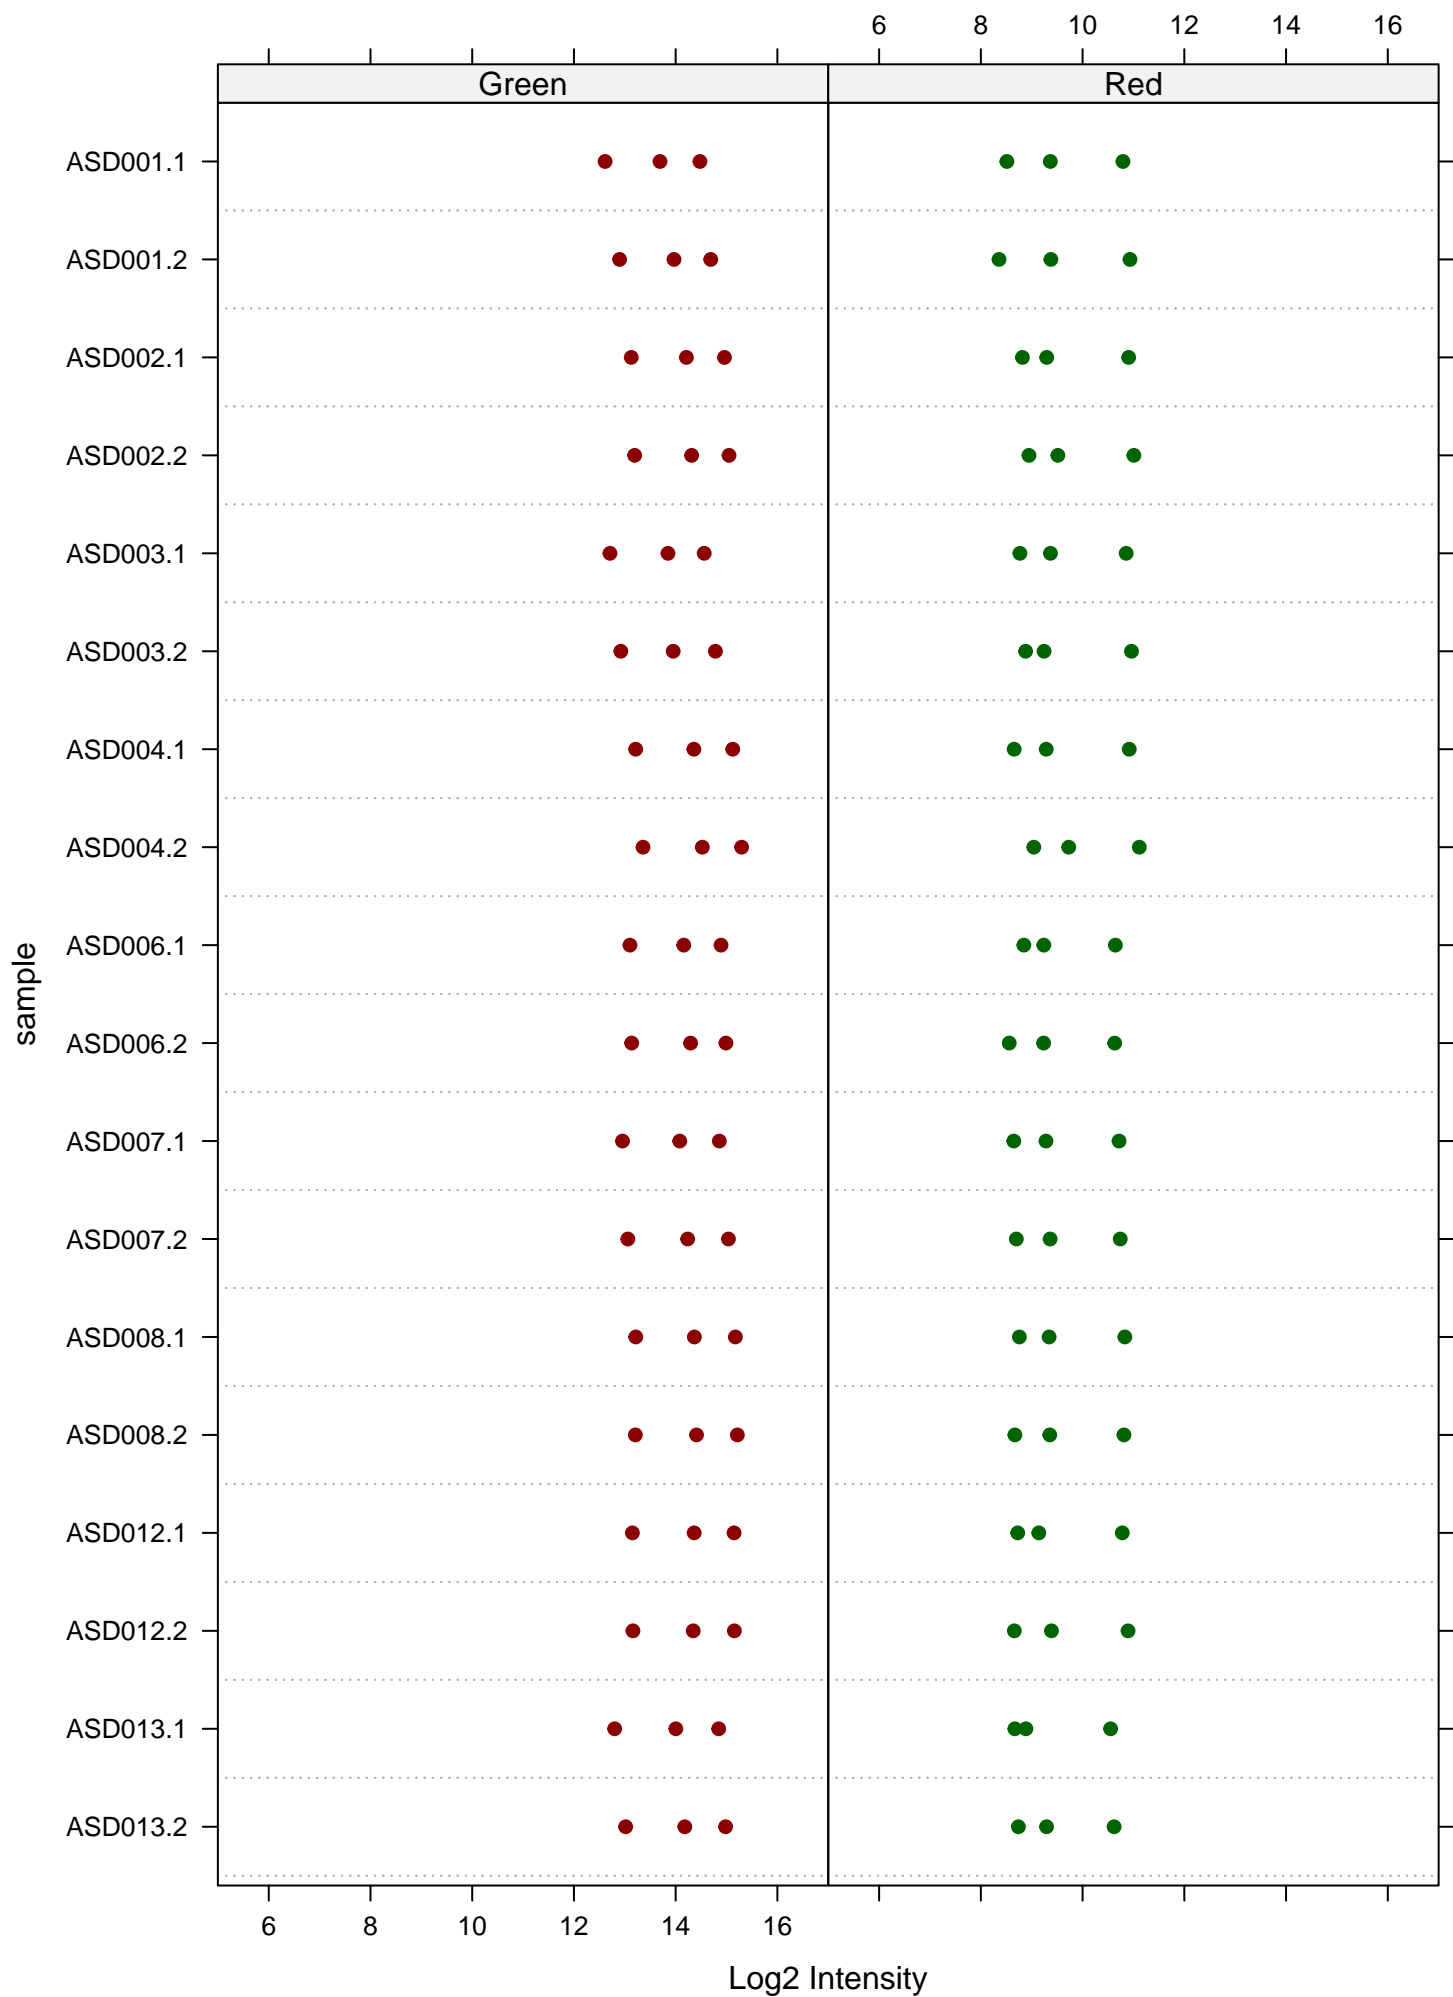 6 8 10 12 14 16
Green Red
ASD001.1
ASD001.2
ASD002.1
ASD002.2
ASD003.1
ASD003.2
ASD004.1
ASD004.2
ASD006.1
sample
ASD006.2
ASD007.1
ASD007.2
ASD008.1
ASD008.2
ASD012.1
ASD012.2
ASD013.1
ASD013.2
6 8 10 12 14 16
Log2 Intensity